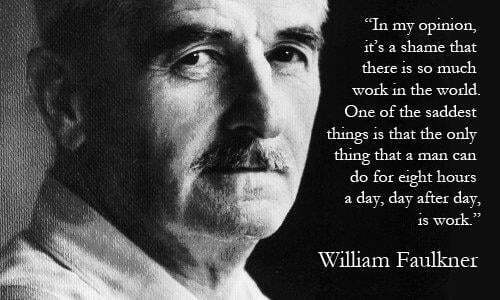 “In my opinion,
it’s a shame that
there is so much
work in the world.
One of the saddest
things is that the only
thing that a man can
do for eight hours
a day, day after day,
is work.”
William Faulkner